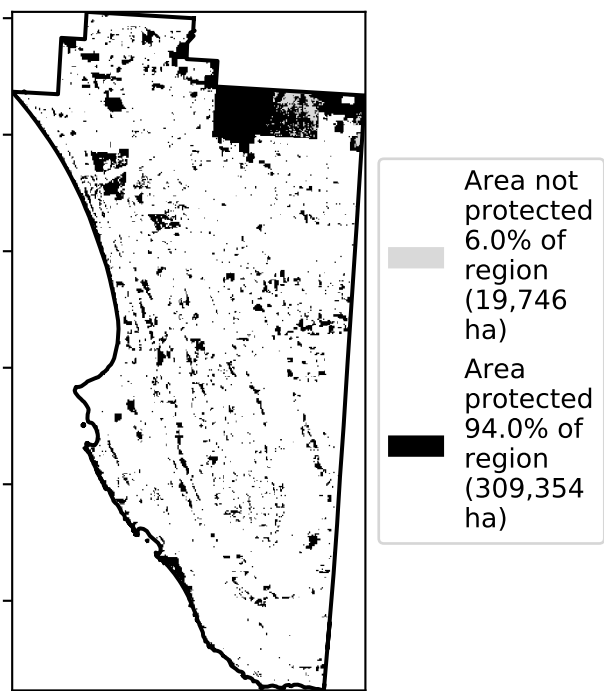 Area not
protected
6.0% of
region
(19,746
ha)
Area
protected
94.0% of
region
(309,354
ha)